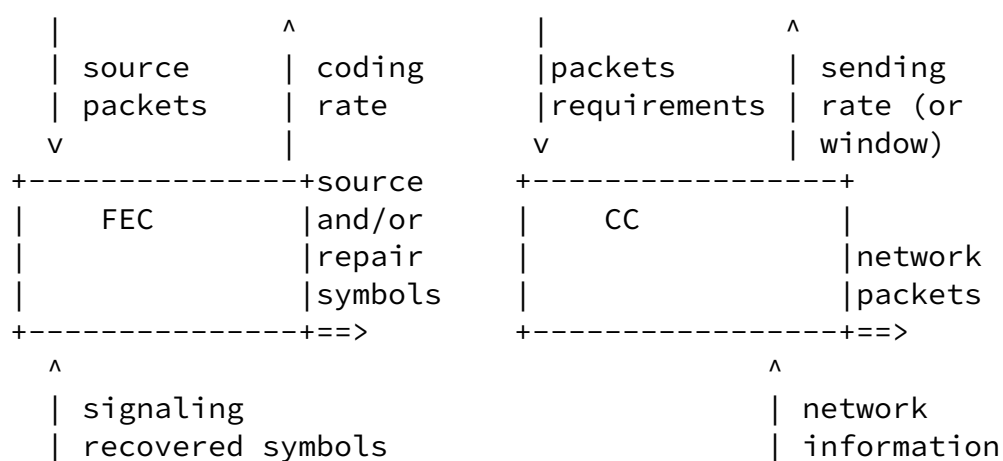 |            ^             |             ^
  | source     | coding      |packets      | sending
  | packets    | rate        |requirements | rate (or
  v            |             v             | window)
+---------------+source     +-----------------+
|    FEC        |and/or     |    CC           |
|               |repair     |                 |network
|               |symbols    |                 |packets
+---------------+==>        +-----------------+==>
  ^                                       ^
  | signaling                             | network
  | recovered symbols                     | information